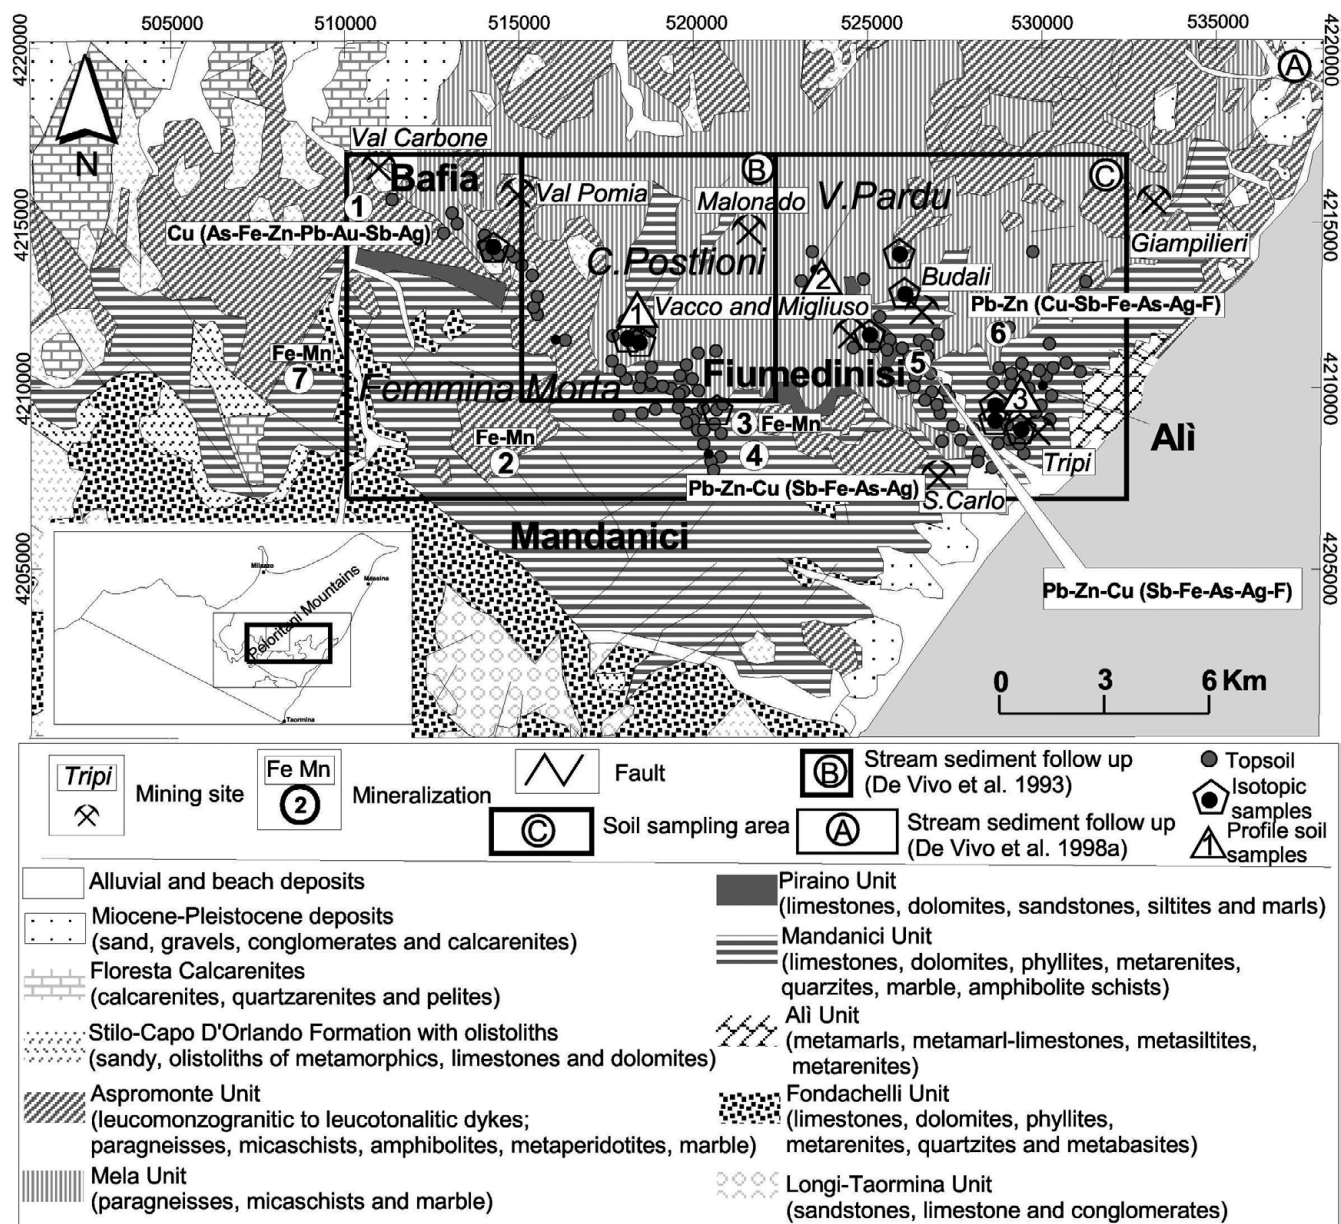 505000 510000 515000 520000 525000 530000 535000
4220000
4220000
A
N
Val Carbone
B
C
Bafia
Val Pomia
Malonado
V.Pardu
1
4215000
4215000
Cu (As-Fe-Zn-Pb-Au-Sb-Ag)
Giampilieri
C.Postlioni
2
Budali
Pb-Zn (Cu-Sb-Fe-As-Ag-F)
1
Vacco and Migliuso
6
Fe-Mn
7
5
Femmina Morta
Fiumedinisi
4210000
4210000
3
3
Fe-Mn
Alì
Fe-Mn
2
4
Tripi
Pb-Zn-Cu (Sb-Fe-As-Ag)
S.Carlo
Mandanici
4205000
4205000
Pb-Zn-Cu (Sb-Fe-As-Ag-F)
Milazzo
Messina
Peloritani Mountains
Taormina
0 3 6 Km
Tripi
Mining site
Fe Mn
2
Mineralization
Fault
C
Soil sampling area
B
Stream sediment follow up
(De Vivo et al. 1993)
A
Stream sediment follow up
(De Vivo et al. 1998a)
Topsoil
Isotopic
samples
1
Profile soil
samples
Alluvial and beach deposits
Miocene-Pleistocene deposits
(sand, gravels, conglomerates and calcarenites)
Floresta Calcarenites
(calcarenites, quartzarenites and pelites)
Stilo-Capo D'Orlando Formation with olistoliths
(sandy, olistoliths of metamorphics, limestones and dolomites)
Aspromonte Unit
(leucomonzogranitic to leucotonalitic dykes;
paragneisses, micaschists, amphibolites, metaperidotites, marble)
Mela Unit
(paragneisses, micaschists and marble)
Piraino Unit
(limestones, dolomites, sandstones, siltites and marls)
Mandanici Unit
(limestones, dolomites, phyllites, metarenites,
quarzites, marble, amphibolite schists)
Alì Unit
(metamarls, metamarl-limestones, metasiltites,
metarenites)
Fondachelli Unit
(limestones, dolomites, phyllites,
metarenites, quartzites and metabasites)
Longi-Taormina Unit
(sandstones, limestone and conglomerates)